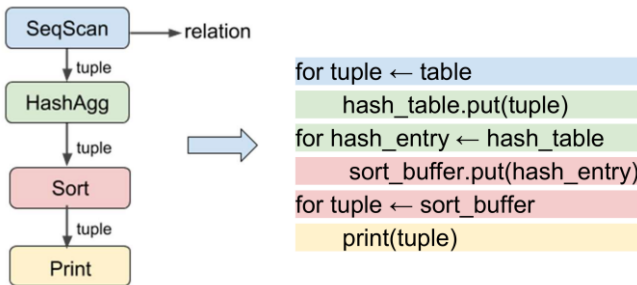 SeqScan
relation
tuple
HashAgg
tuple
Sort
tuple
Print
for tuple ← table
hash_table.put(tuple)
for hash_entry ← hash_table
sort_buffer.put(hash_entry)
for tuple ← sort_buffer
print(tuple)